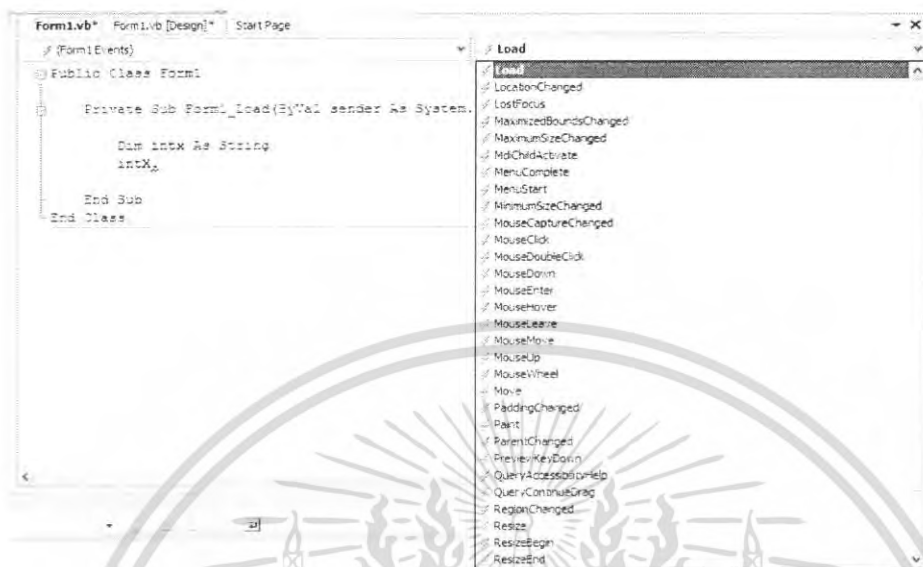 Form1.vb* Form1.vb [Design]* Start Page
(Form1 Events)
Load
Public Class Form1
Private Sub Form1_Load(ByVal sender As System.
Dim intx As String
intX
End Sub
End Class
Load
LocationChanged
LostFocus
MaximizedBoundsChanged
MaximumSizeChanged
MdiChildActivate
MenuComplete
MenuStart
MinimumSizeChanged
MouseCaptureChanged
MouseClick
MouseDoubleClick
MouseDown
MouseEnter
MouseHover
MouseLeave
MouseMove
MouseUp
MouseWheel
Move
PaddingChanged
Paint
ParentChanged
PreviewKeyDown
QueryAccessibilityHelp
QueryContinueDrag
RegionChanged
Resize
ResizeBegin
ResizeEnd